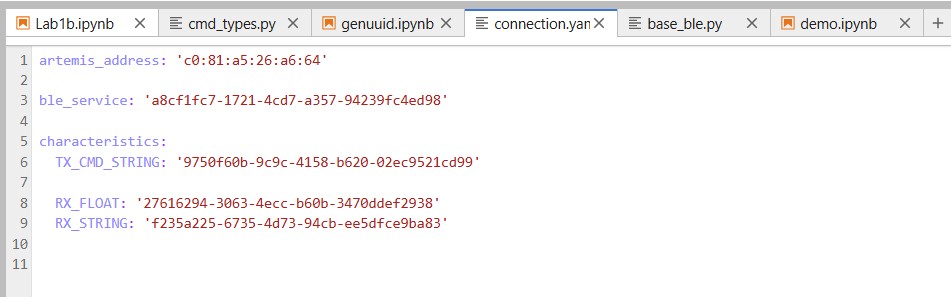 Lab1b.ipynb cmd_types.py genuuid.ipynb connection.yam base_ble.py demo.ipynb
1 artemis_address: 'c0:81:a5:26:a6:64'
2
3 ble_service: 'a8cf1fc7-1721-4cd7-a357-94239fc4ed98'
4
5 characteristics:
6 TX_CMD_STRING: '9750f60b-9c9c-4158-b620-02ec9521cd99'
7
8 RX_FLOAT: '27616294-3063-4ecc-b60b-3470ddef2938'
9 RX_STRING: 'f235a225-6735-4d73-94cb-ee5dfce9ba83'
10
11